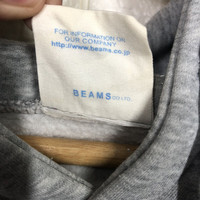 FOR INFORMATION ON
OUR COMPANY
http://www.beams.co.jp
BEAMS CO.LTD.